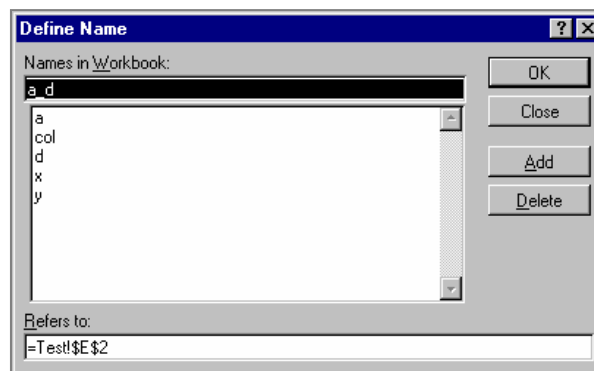 Define Name
Names in Workbook:
a_d
a
col
d
x
y
Refers to:
=Test!$E$2
OK
Close
Add
Delete